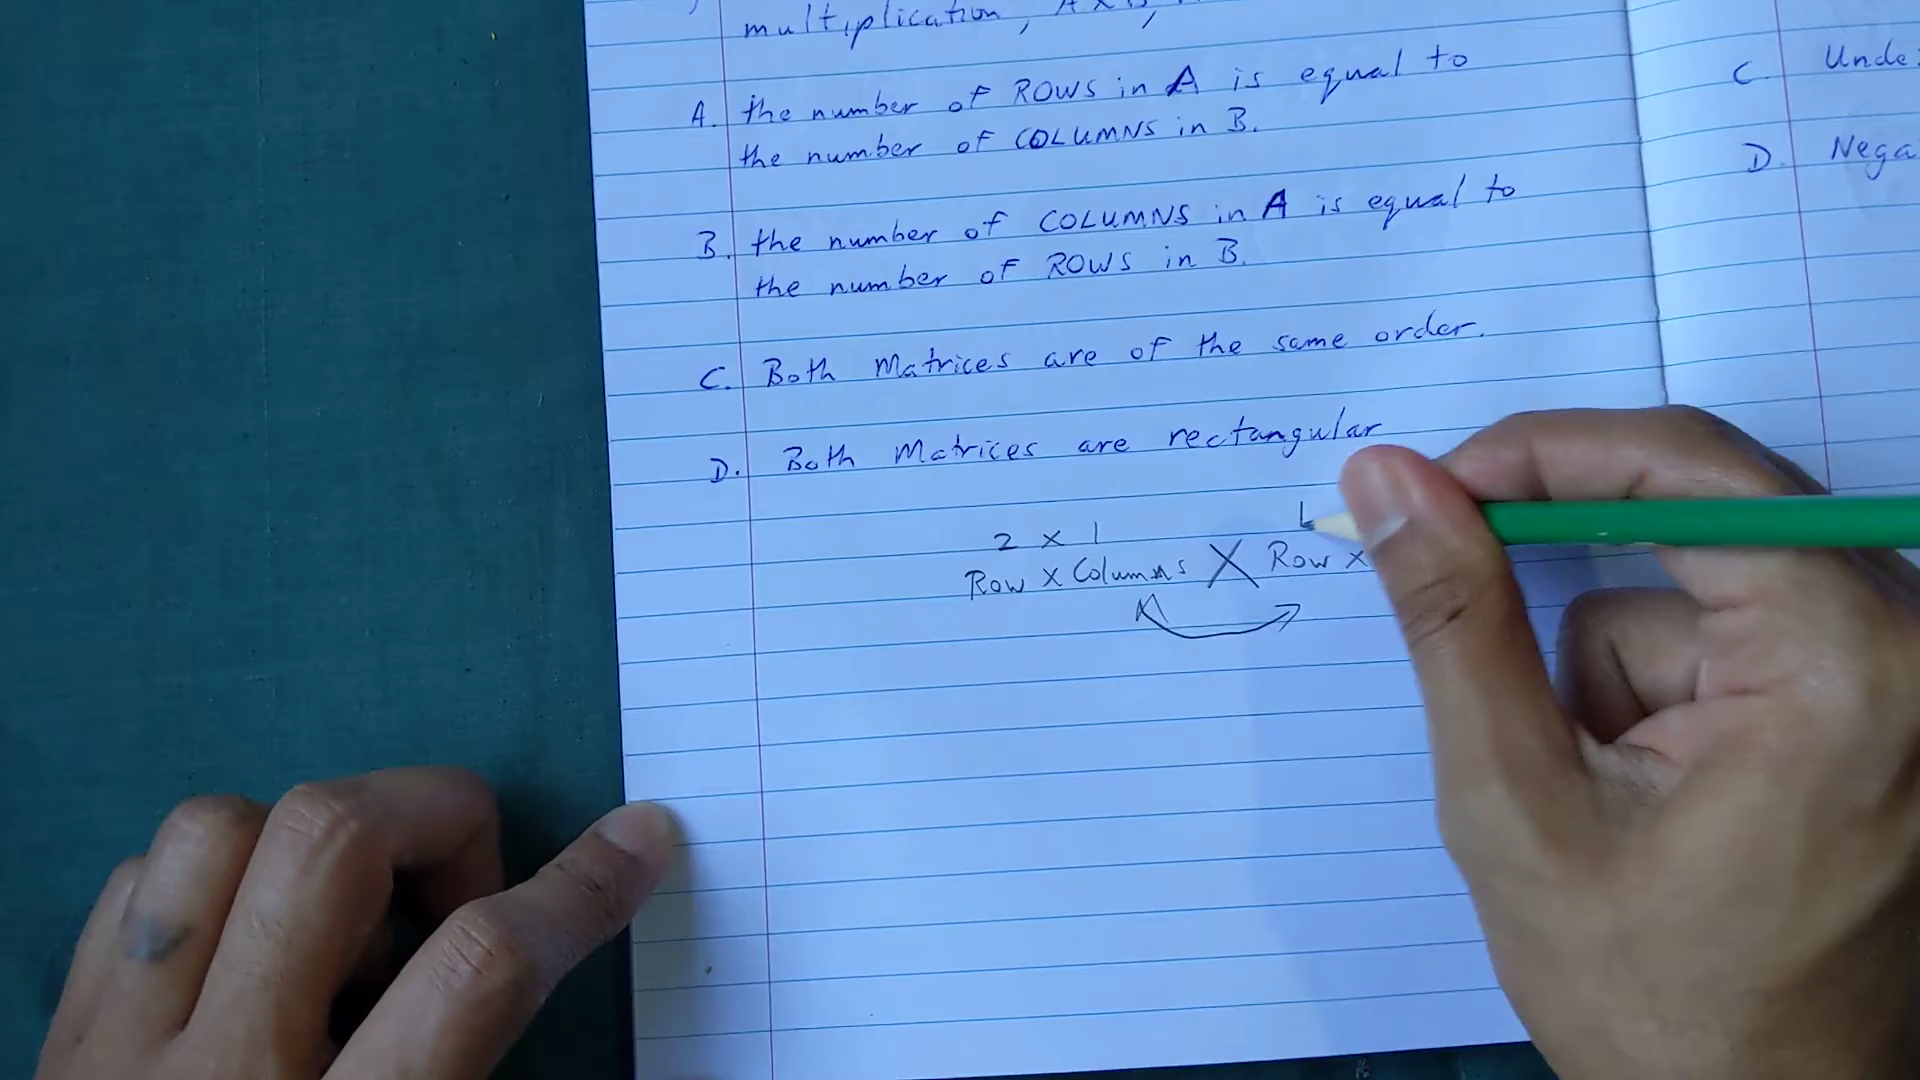 multiplication, A x B,
A. the number of ROWS in A is equal to
the number of COLUMNS in B.
B. the number of COLUMNS in A is equal to
the number of ROWS in B.
C. Both Matrices are of the same order.
D. Both Matrices are rectangular
2 x 1
Row x Columns X Row x
C.
D. Nega